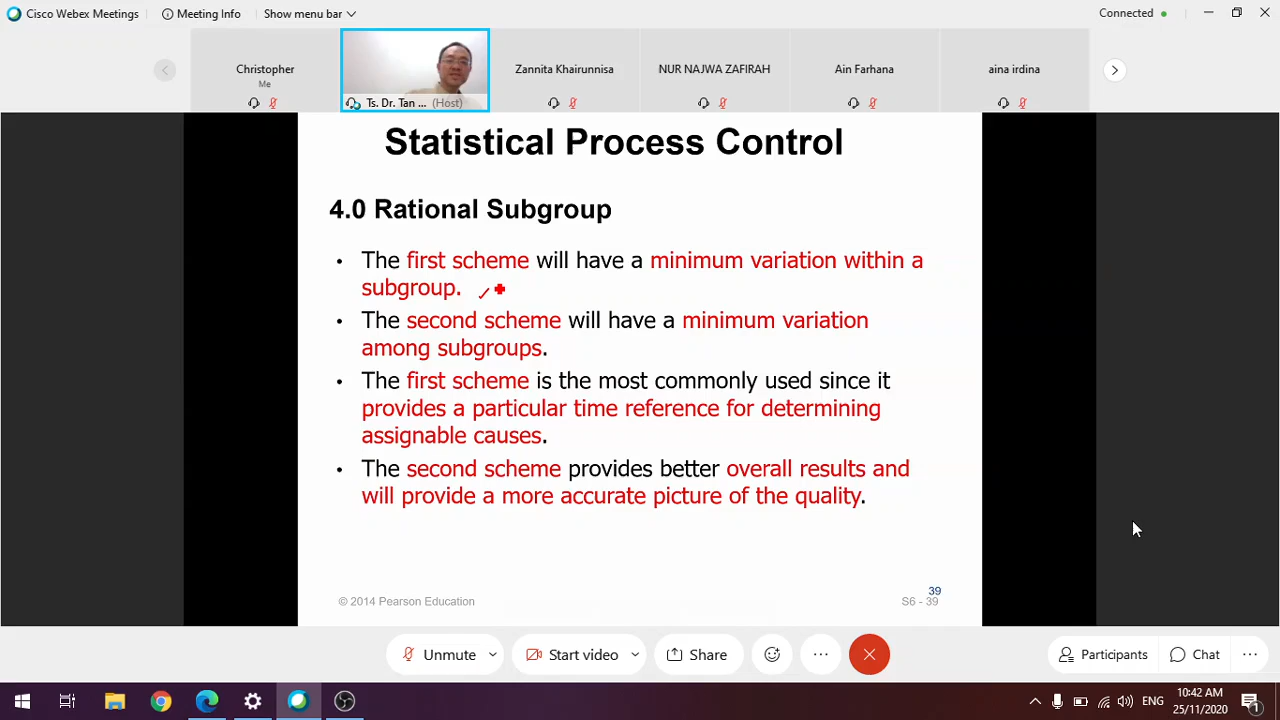 Cisco Webex Meetings
Meeting Info
Show menu bar
Connected
Christopher
Me
Ts. Dr. Tan ... (Host)
Zannita Khairunnisa
NUR NAJWA ZAFIRAH
Ain Farhana
aina irdina
Statistical Process Control
4.0 Rational Subgroup
• The first scheme will have a minimum variation within a
subgroup.
• The second scheme will have a minimum variation
among subgroups.
• The first scheme is the most commonly used since it
provides a particular time reference for determining
assignable causes.
• The second scheme provides better overall results and
will provide a more accurate picture of the quality.
39
© 2014 Pearson Education
S6 - 39
Unmute
Start video
Share
Participants
Chat
ENG
10:42 AM
25/11/2020
1